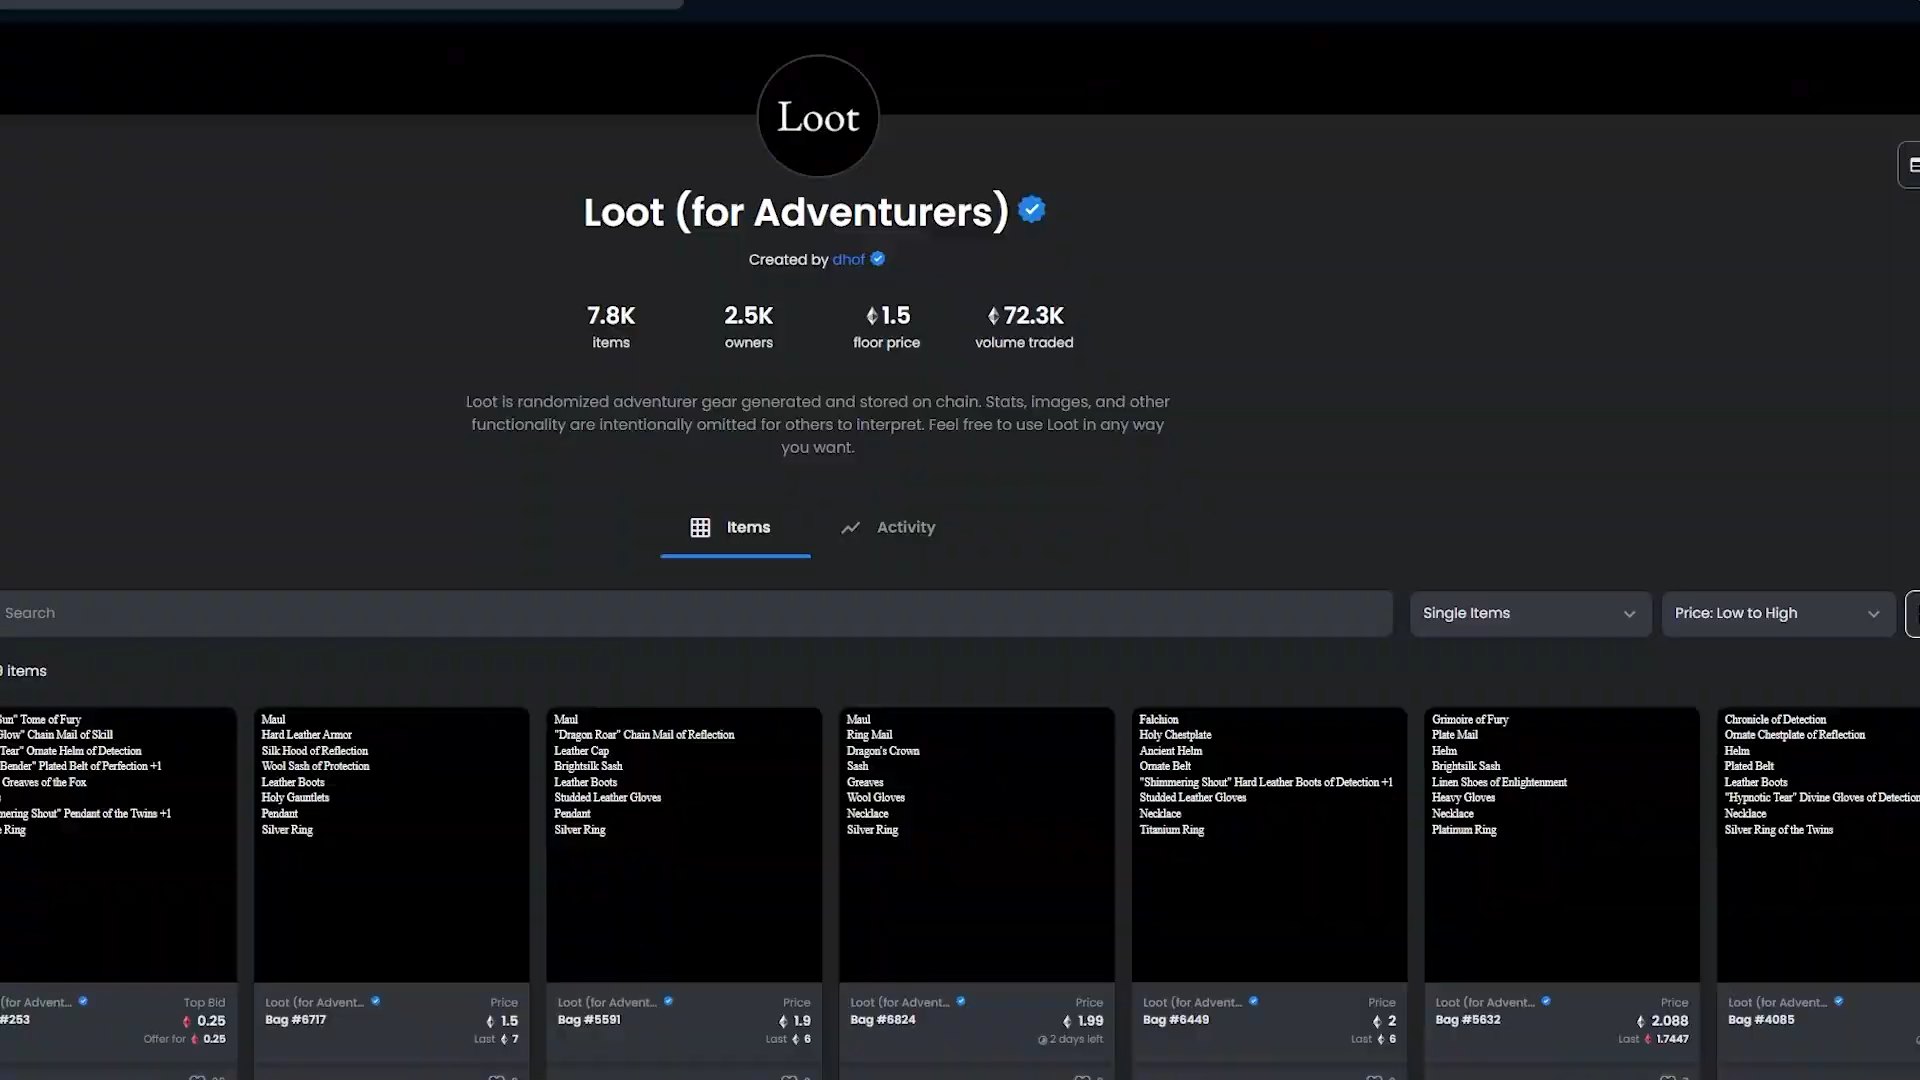 Loot
Loot (for Adventurers)
Created by dhof
7.8K
items
2.5K
owners
1.5
floor price
72.3K
volume traded
Loot is randomized adventurer gear generated and stored on chain. Stats, images, and other
functionality are intentionally omitted for others to interpret. Feel free to use Loot in any way
you want.
Items
Activity
Search
Single Items
Price: Low to High
items
Tome of Fury
Chain Mail of Skill
Tear" Ornate Helm of Detection
Bender" Plated Belt of Perfection +1
Greaves of the Fox
Shout" Pendant of the Twins +1
Ring
(for Advent...
#253
Top Bid
0.25
Offer for 0.25
Maul
Hard Leather Armor
Silk Hood of Reflection
Wool Sash of Protection
Leather Boots
Holy Gauntlets
Pendant
Silver Ring
Loot (for Advent...
Bag #6717
Price
1.5
Last 7
Maul
"Dragon Roar" Chain Mail of Reflection
Leather Cap
Brightsilk Sash
Leather Boots
Studded Leather Gloves
Pendant
Silver Ring
Loot (for Advent...
Bag #5591
Price
1.9
Last 6
Maul
Ring Mail
Dragon's Crown
Sash
Greaves
Wool Gloves
Necklace
Silver Ring
Loot (for Advent...
Bag #6824
Price
1.99
2 days left
Falchion
Holy Chestplate
Ancient Helm
Ornate Belt
"Shimmering Shout" Hard Leather Boots of Detection +1
Studded Leather Gloves
Necklace
Titanium Ring
Loot (for Advent...
Bag #6449
Price
2
Last 6
Grimoire of Fury
Plate Mail
Helm
Brightsilk Sash
Linen Shoes of Enlightenment
Heavy Gloves
Necklace
Platinum Ring
Loot (for Advent...
Bag #5632
Price
2.088
Last 1.7447
Chronicle of Detection
Ornate Chestplate of Reflection
Helm
Plated Belt
Leather Boots
"Hypnotic Tear" Divine Gloves of Detection
Necklace
Silver Ring of the Twins
Loot (for Advent...
Bag #4085